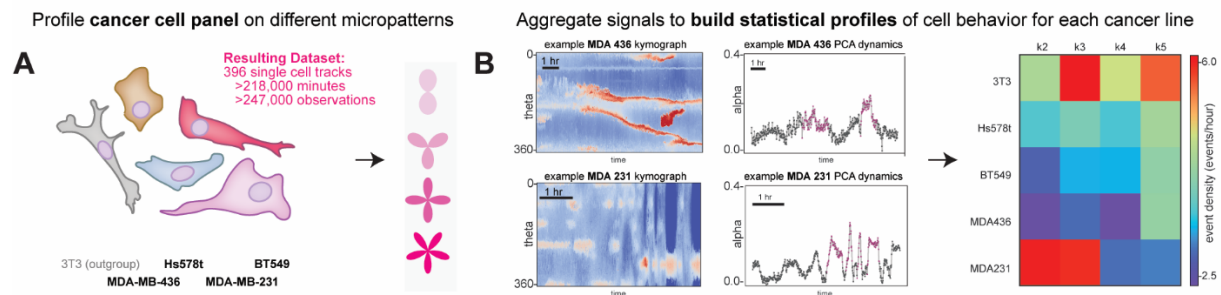 Profile cancer cell panel on different micropatterns
A
Resulting Dataset:
396 single cell tracks
>218,000 minutes
>247,000 observations
3T3 (outgroup) Hs578t BT549
MDA-MB-436 MDA-MB-231
Aggregate signals to build statistical profiles of cell behavior for each cancer line
B
example MDA 436 kymograph
0
1 hr
theta
360
time
example MDA 436 PCA dynamics
0.4
1 hr
alpha
0.0
time
example MDA 231 kymograph
0
1 hr
theta
360
time
example MDA 231 PCA dynamics
0.4
1 hr
alpha
0.0
time
k2 k3 k4 k5
3T3
Hs578t
BT549
MDA436
MDA231
6.0
event density (events/hour)
2.5